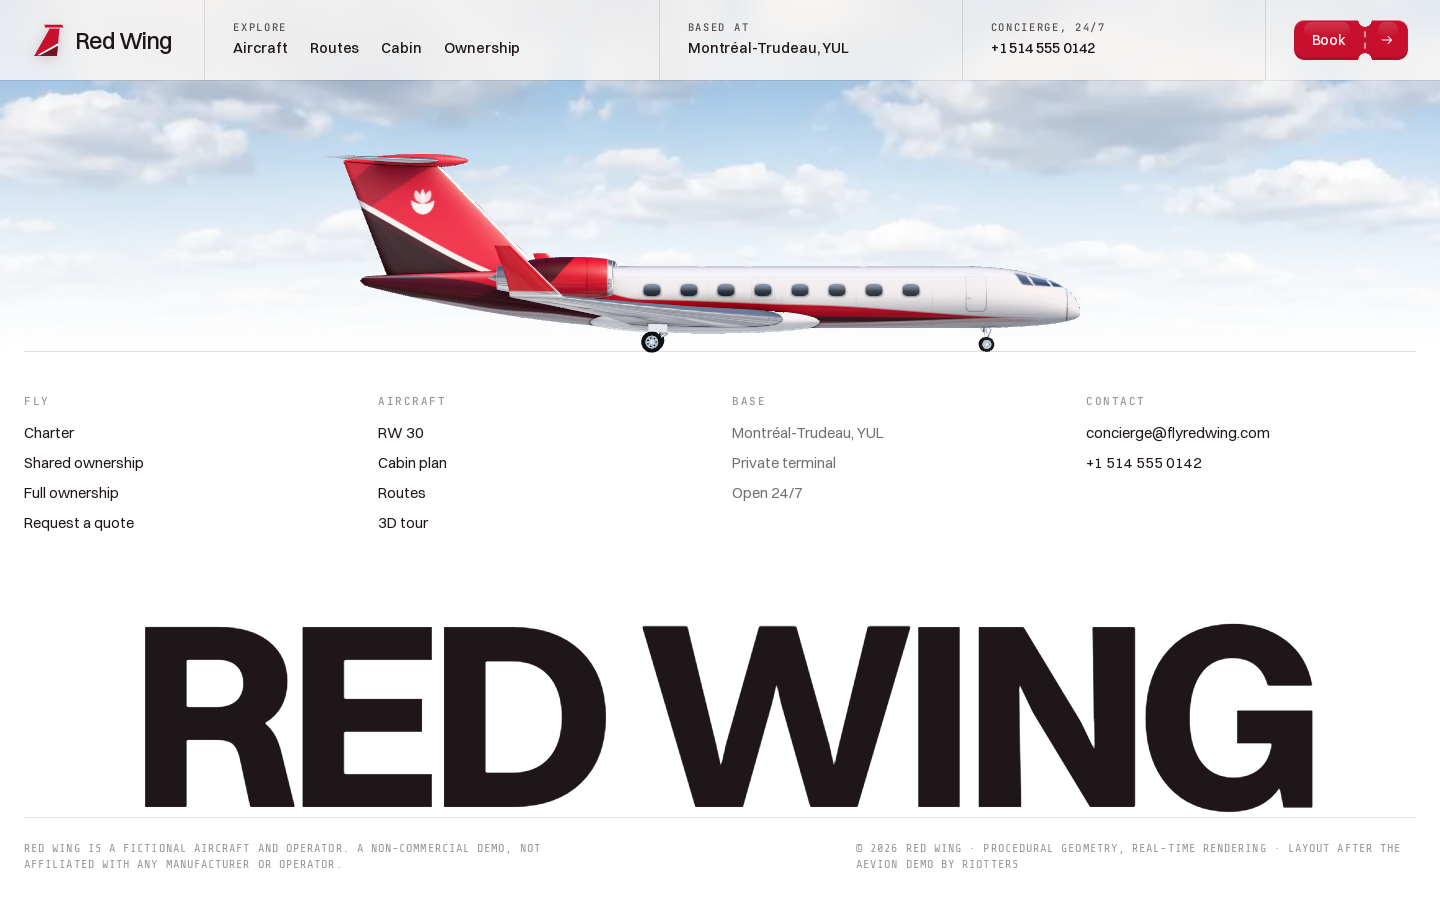 Red Wing
EXPLORE
Aircraft Routes Cabin Ownership
BASED AT
Montréal-Trudeau, YUL
CONCIERGE, 24/7
+1 514 555 0142
Book →
FLY
Charter
Shared ownership
Full ownership
Request a quote
AIRCRAFT
RW 30
Cabin plan
Routes
3D tour
BASE
Montréal-Trudeau, YUL
Private terminal
Open 24/7
CONTACT
concierge@flyredwing.com
+1 514 555 0142
RED WING
RED WING IS A FICTIONAL AIRCRAFT AND OPERATOR. A NON-COMMERCIAL DEMO, NOT
AFFILIATED WITH ANY MANUFACTURER OR OPERATOR.
© 2026 RED WING · PROCEDURAL GEOMETRY, REAL-TIME RENDERING · LAYOUT AFTER THE
AEVION DEMO BY RIOTTERS